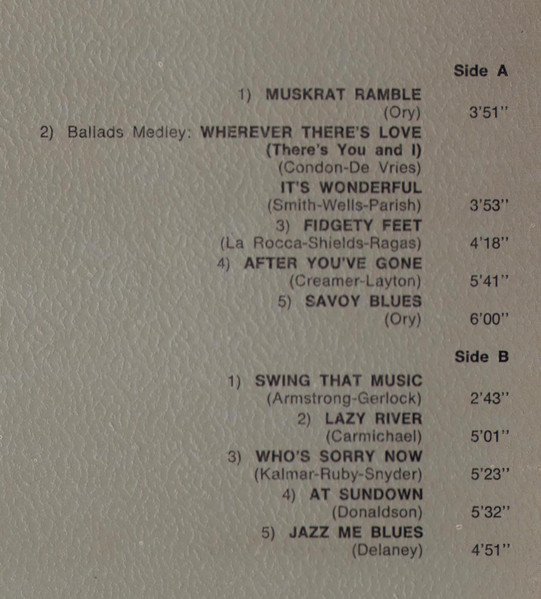 Side A
1) MUSKRAT RAMBLE
(Ory) 3'51''
2) Ballads Medley: WHEREVER THERE'S LOVE
(There's You and I)
(Condon-De Vries)
IT'S WONDERFUL
(Smith-Wells-Parish) 3'53''
3) FIDGETY FEET
(La Rocca-Shields-Ragas) 4'18''
4) AFTER YOU'VE GONE
(Creamer-Layton) 5'41''
5) SAVOY BLUES
(Ory) 6'00''
Side B
1) SWING THAT MUSIC
(Armstrong-Gerlock) 2'43''
2) LAZY RIVER
(Carmichael) 5'01''
3) WHO'S SORRY NOW
(Kalmar-Ruby-Snyder) 5'23''
4) AT SUNDOWN
(Donaldson) 5'32''
5) JAZZ ME BLUES
(Delaney) 4'51''